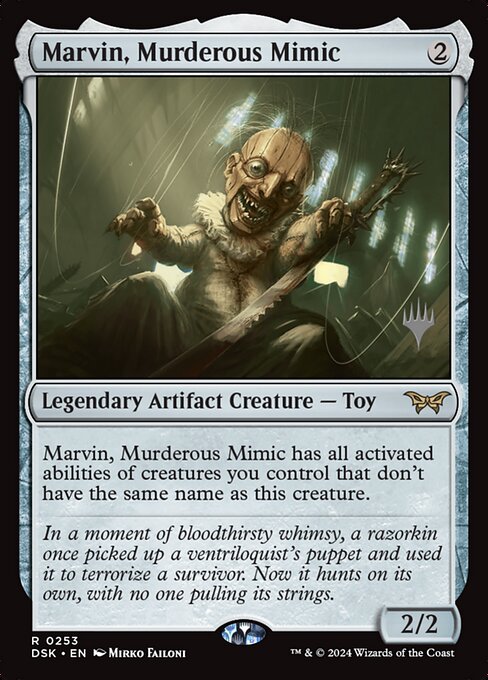 Marvin, Murderous Mimic 2
Legendary Artifact Creature — Toy
Marvin, Murderous Mimic has all activated
abilities of creatures you control that don't
have the same name as this creature.
In a moment of bloodthirsty whimsy, a razorkin
once picked up a ventriloquist's puppet and used
it to terrorize a survivor. Now it hunts on its
own, with no one pulling its strings.
2/2
R 0253
DSK • EN Mirko Failoni
™ & © 2024 Wizards of the Coast